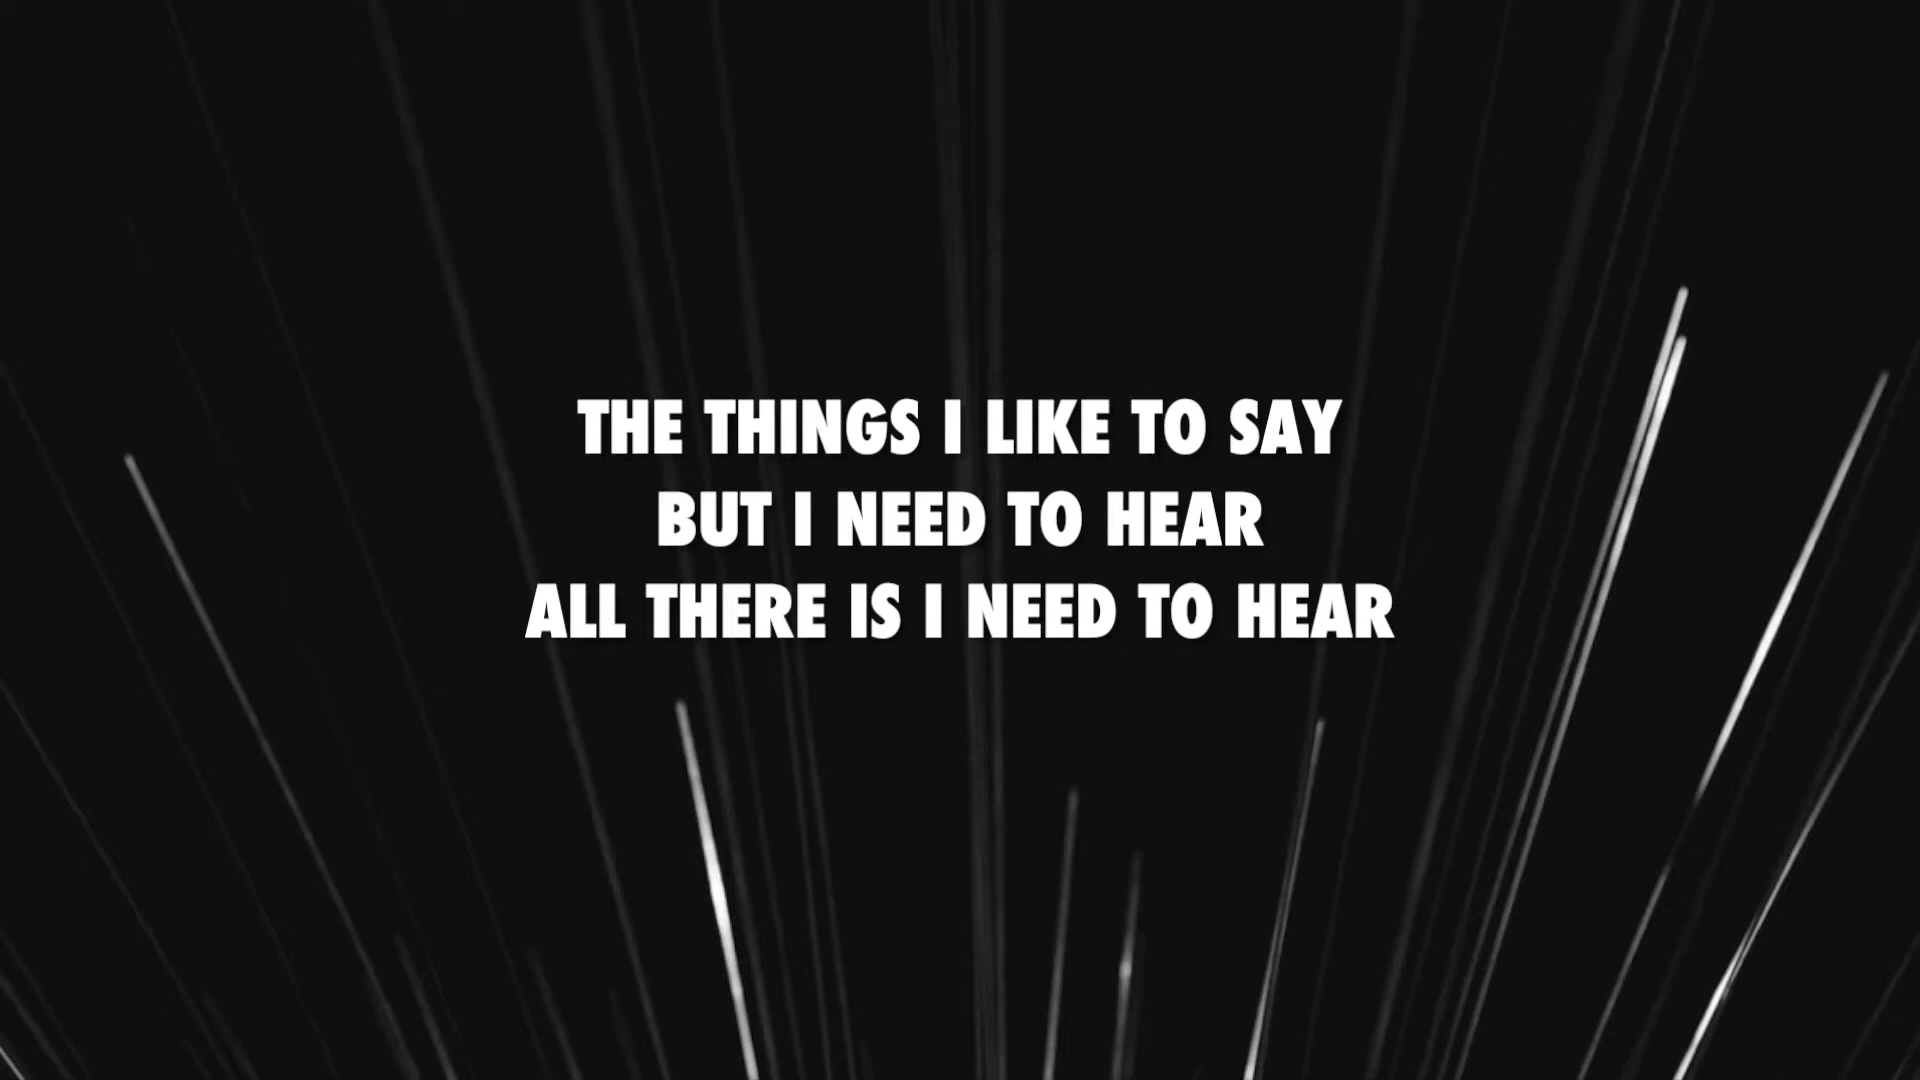 THE THINGS I LIKE TO SAY
BUT I NEED TO HEAR
ALL THERE IS I NEED TO HEAR